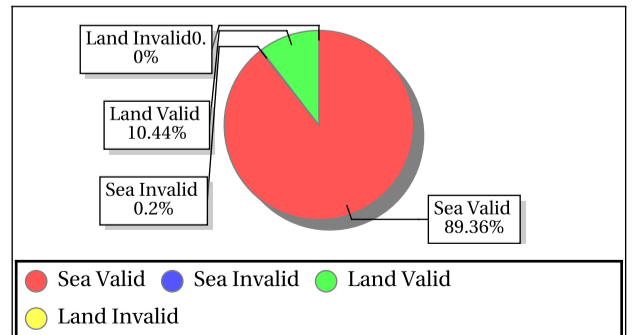 Land Invalid0.
0%
Land Valid
10.44%
Sea Invalid
0.2%
Sea Valid
89.36%
Sea Valid Sea Invalid Land Valid
Land Invalid